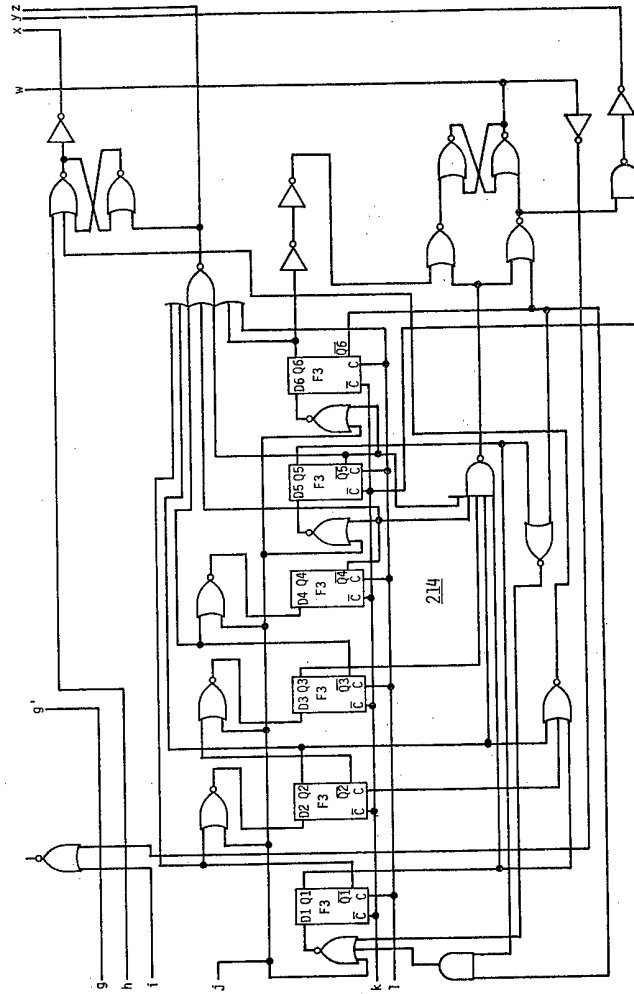 g'
w
x
y
z
g
h
i
j
D1 Q1
F3
Q̅1
C̅ C
D2 Q2
F3
Q̅2
C̅ C
D3 Q3
F3
Q̅3
C̅ C
D4 Q4
F3
Q̅4
C̅ C
D5 Q5
F3
Q̅5
C̅ C
D6 Q6
F3
Q̅6
C̅ C
k
l
214